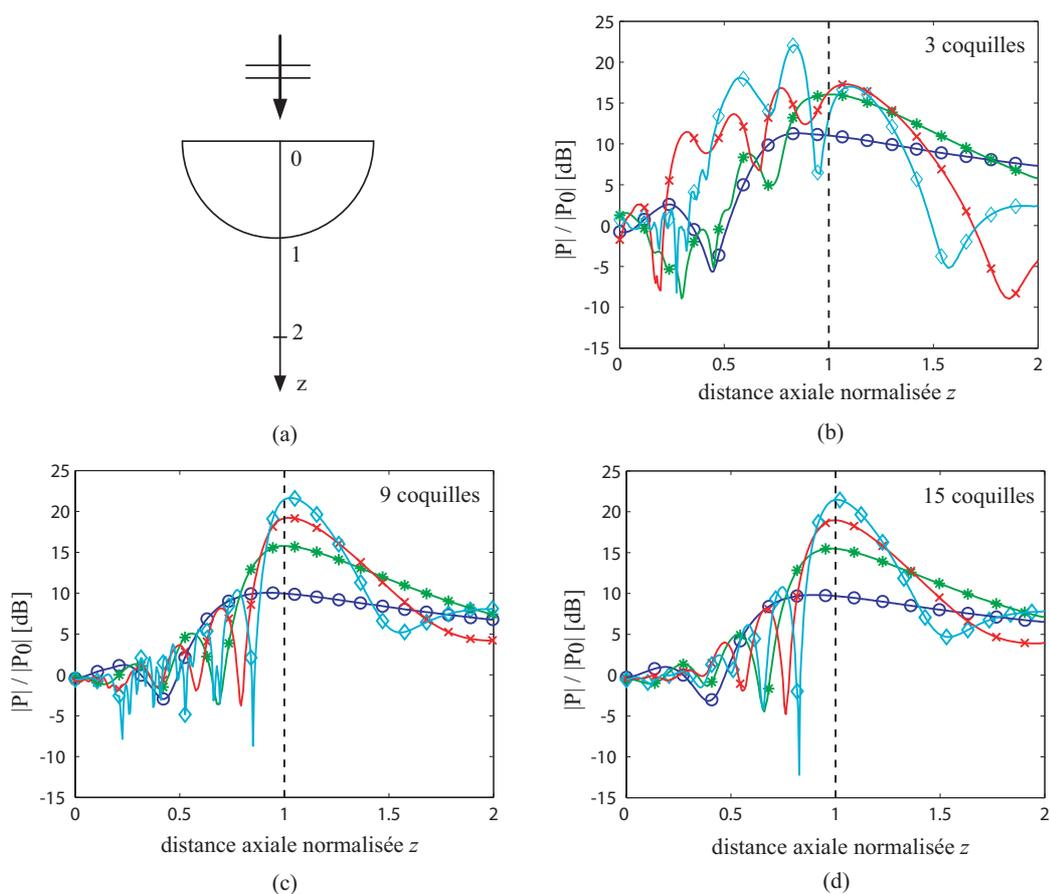 0
1
2
z
(a)
3 coquilles
|P| / |P0| [dB]
25
20
15
10
5
0
-5
-10
-15
0 0.5 1 1.5 2
distance axiale normalisée z
(b)
9 coquilles
|P| / |P0| [dB]
25
20
15
10
5
0
-5
-10
-15
0 0.5 1 1.5 2
distance axiale normalisée z
(c)
15 coquilles
|P| / |P0| [dB]
25
20
15
10
5
0
-5
-10
-15
0 0.5 1 1.5 2
distance axiale normalisée z
(d)